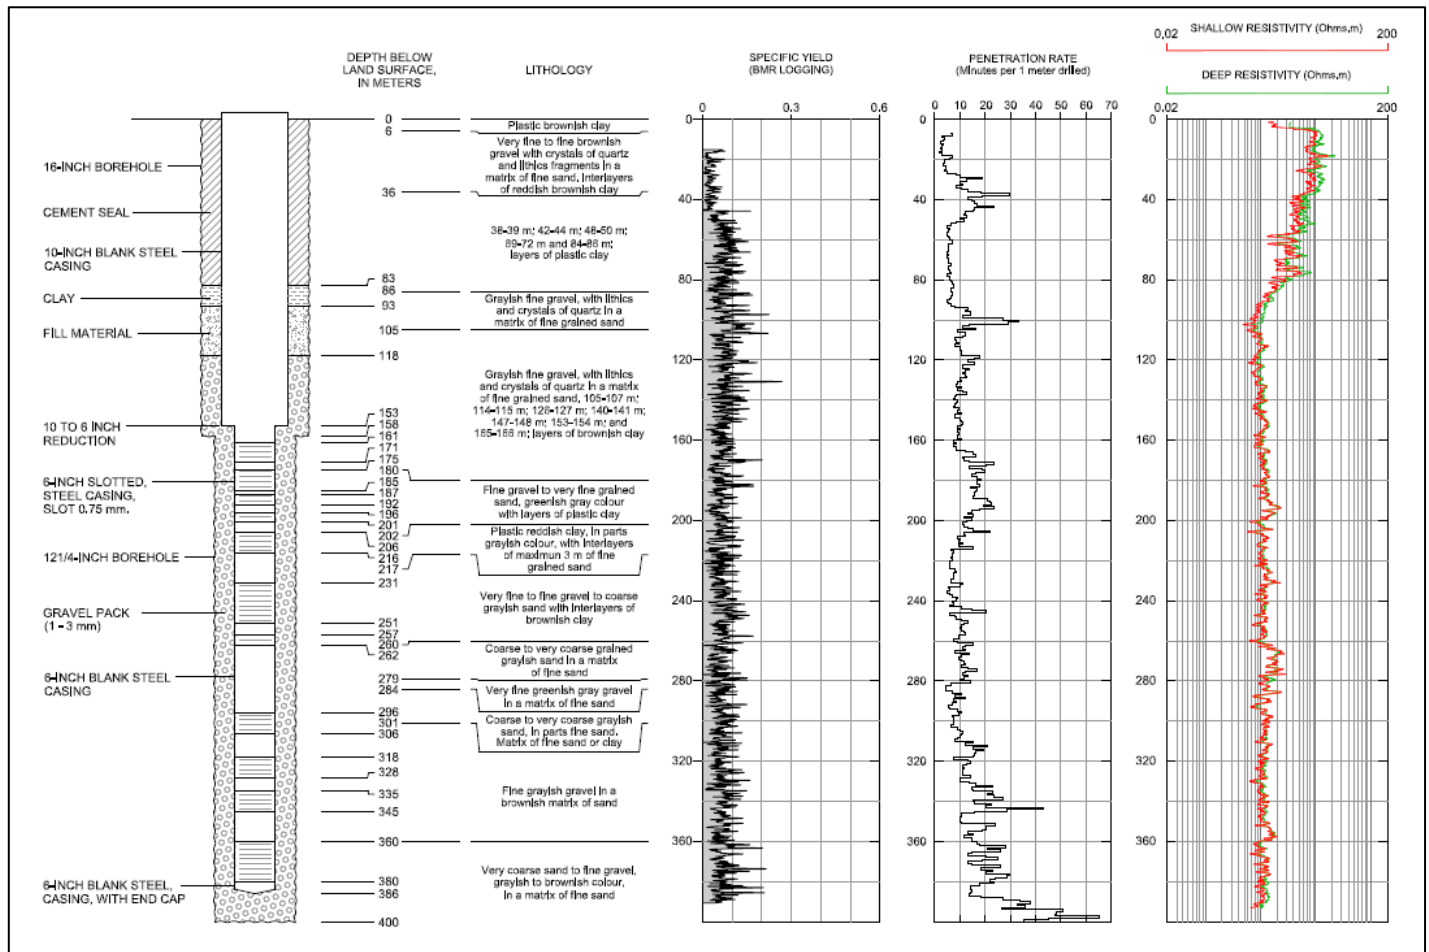 SHALLOW RESISTIVITY (Ohms.m)
0,02
200
DEEP RESISTIVITY (Ohms,m)
0.02
200
DEPTH BELOW
LAND SURFACE,
IN METERS
LITHOLOGY
SPECIFIC YIELD
(BMR LOGGING)
0
0.3
0.6
PENETRATION RATE
(Minutes per 1 meter drilled)
0 10 20 30 40 50 60 70
16-INCH BOREHOLE
CEMENT SEAL
10-INCH BLANK STEEL
CASING
CLAY
FILL MATERIAL
10 TO 6 INCH
REDUCTION
6-INCH SLOTTED,
STEEL CASING,
SLOT 0.75 mm.
121/4-INCH BOREHOLE
GRAVEL PACK
(1 - 3 mm)
6-INCH BLANK STEEL
CASING
6-INCH BLANK STEEL,
CASING, WITH END CAP
0
6
36
83
86
93
105
118
153
158
161
171
175
180
185
187
192
196
201
202
206
216
217
231
251
257
260
262
279
284
296
301
306
318
328
335
345
360
380
386
400
Plastic brownish clay
Very fine to fine brownish
gravel with crystals of quartz
and lithics fragments in a
matrix of fine sand, interlayers
of reddish brownish clay
38-39 m; 42-44 m; 48-50 m;
69-72 m and 84-86 m;
layers of plastic clay
Grayish fine gravel, with lithics
and crystals of quartz in a
matrix of fine grained sand
Grayish fine gravel, with lithics
and crystals of quartz in a matrix
of fine grained sand, 105-107 m;
114-115 m; 126-127 m; 140-141 m;
147-148 m; 153-154 m; and
165-166 m; layers of brownish clay
Fine gravel to very fine grained
sand, greenish gray colour
with layers of plastic clay
Plastic reddish clay, in parts
grayish colour, with interlayers
of maximun 3 m of fine
grained sand
Very fine to fine gravel to coarse
grayish sand with interlayers of
brownish clay
Coarse to very coarse grained
grayish sand in a matrix
of fine sand
Very fine greenish gray gravel
in a matrix of fine sand
Coarse to very coarse grayish
sand, in parts fine sand.
Matrix of fine sand or clay
Fine grayish gravel in a
brownish matrix of sand
Very coarse sand to fine gravel,
grayish to brownish colour,
in a matrix of fine sand
0
40
80
120
160
200
240
280
320
360
0
40
80
120
160
200
240
280
320
360
0
40
80
120
160
200
240
280
320
360